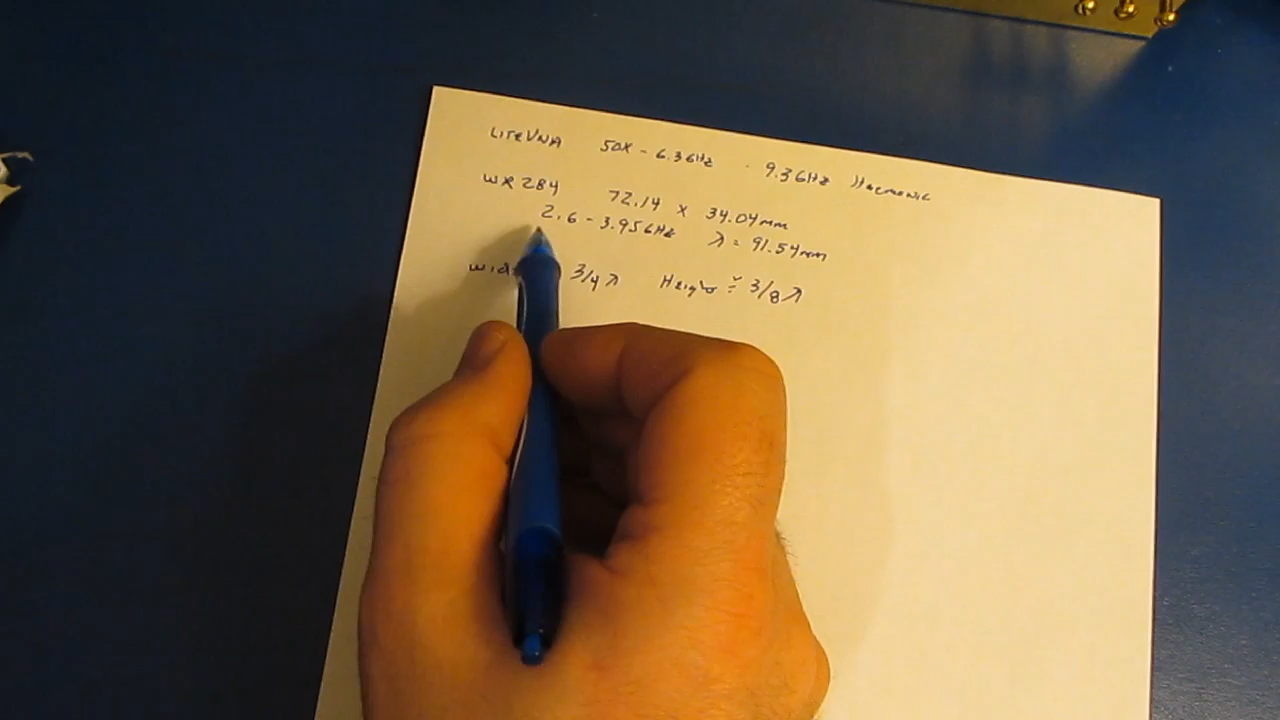 LITEVNA 50K - 6.3GHz . 9.3GHz Harmonic
WR284 72.14 x 34.04mm
2.6 - 3.95GHz λ = 91.54mm
3/4 λ Height ≅ 3/8 λ